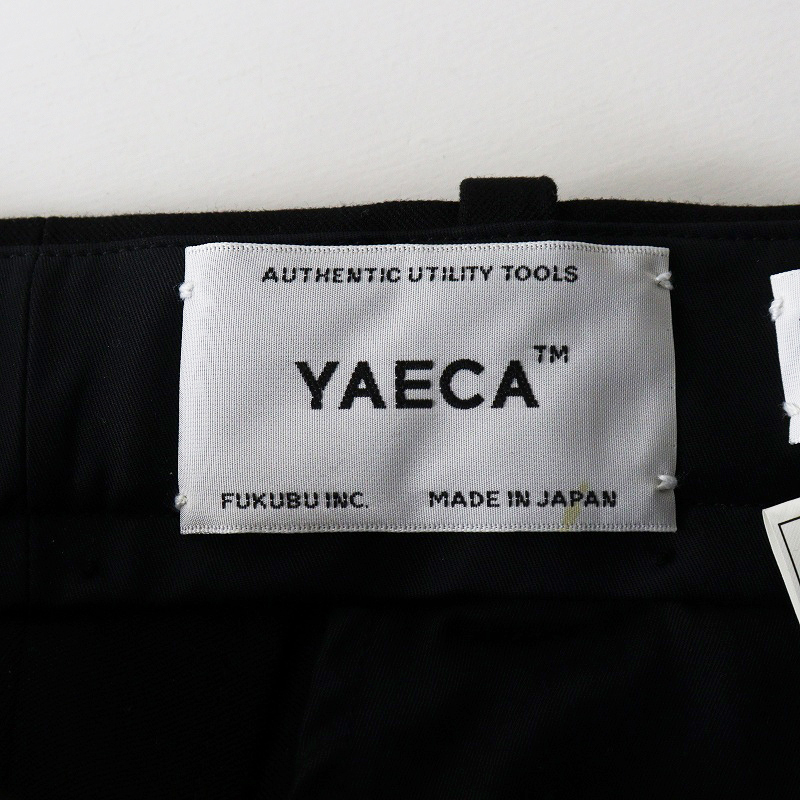 AUTHENTIC UTILITY TOOLS
YAECA™
FUKUBU INC. MADE IN JAPAN